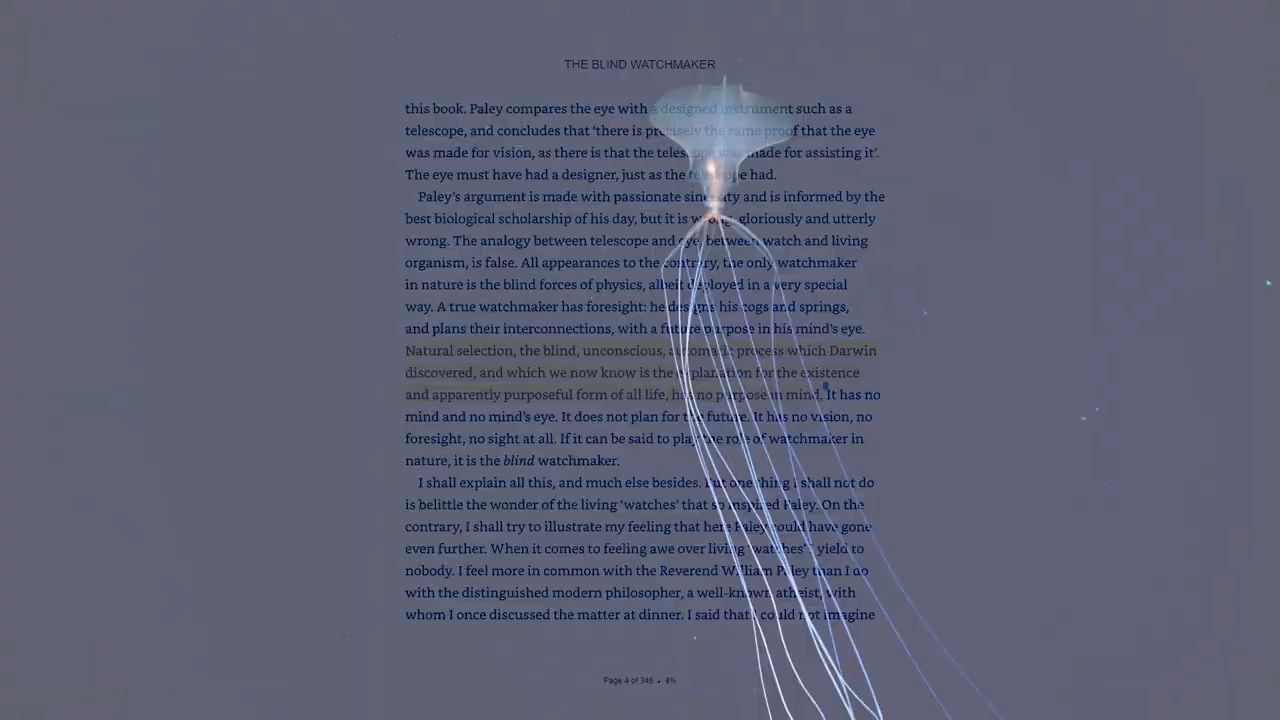 THE BLIND WATCHMAKER
this book. Paley compares the eye with a designed instrument such as a
telescope, and concludes that ‘there is precisely the same proof that the eye
was made for vision, as there is that the telescope was made for assisting it’.
The eye must have had a designer, just as the telescope had.
Paley’s argument is made with passionate sincerity and is informed by the
best biological scholarship of his day, but it is wrong, gloriously and utterly
wrong. The analogy between telescope and eye, between watch and living
organism, is false. All appearances to the contrary, the only watchmaker
in nature is the blind forces of physics, albeit deployed in a very special
way. A true watchmaker has foresight: he designs his cogs and springs,
and plans their interconnections, with a future purpose in his mind’s eye.
Natural selection, the blind, unconscious, automatic process which Darwin
discovered, and which we now know is the explanation for the existence
and apparently purposeful form of all life, has no purpose in mind. It has no
mind and no mind’s eye. It does not plan for the future. It has no vision, no
foresight, no sight at all. If it can be said to play the role of watchmaker in
nature, it is the blind watchmaker.
I shall explain all this, and much else besides. But one thing I shall not do
is belittle the wonder of the living ‘watches’ that so inspired Paley. On the
contrary, I shall try to illustrate my feeling that here Paley could have gone
even further. When it comes to feeling awe over living ‘watches’ I yield to
nobody. I feel more in common with the Reverend William Paley than I do
with the distinguished modern philosopher, a well-known atheist, with
whom I once discussed the matter at dinner. I said that I could not imagine
Page 4 of 346 • 4%